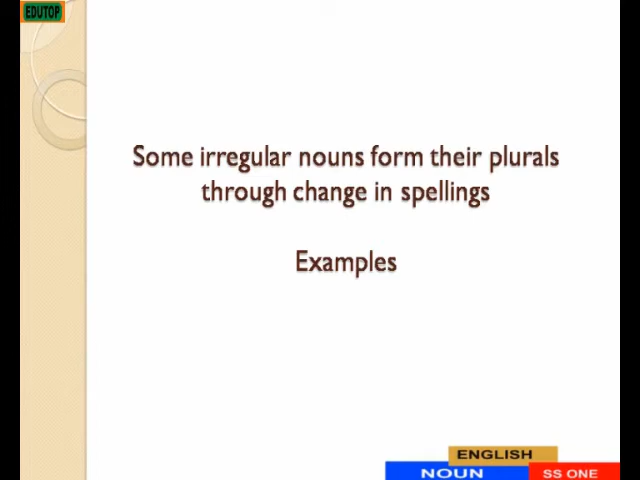 EDUTOP
Some irregular nouns form their plurals
through change in spellings
Examples
ENGLISH
NOUN
SS ONE